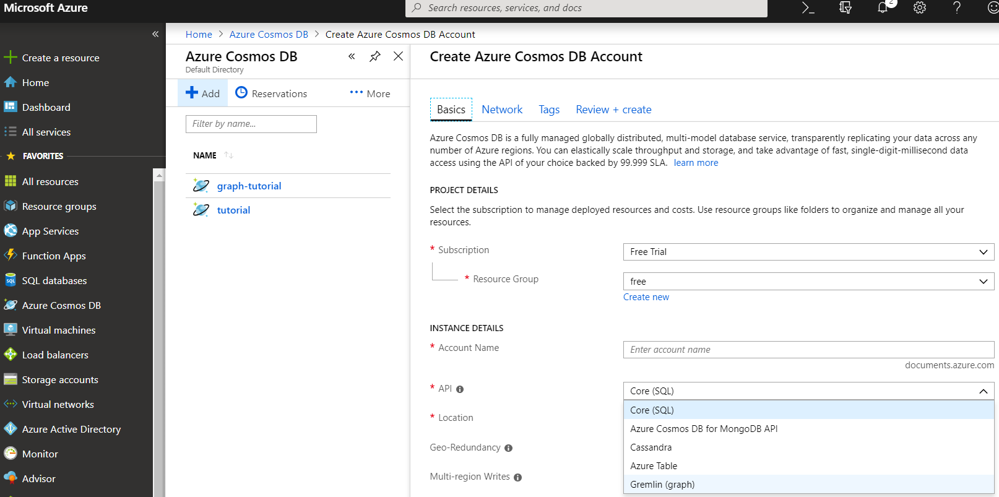 Microsoft Azure
Search resources, services, and docs
2
«
Create a resource
Home
Dashboard
All services
FAVORITES
All resources
Resource groups
App Services
Function Apps
SQL databases
Azure Cosmos DB
Virtual machines
Load balancers
Storage accounts
Virtual networks
Azure Active Directory
Monitor
Advisor
Home > Azure Cosmos DB > Create Azure Cosmos DB Account
Azure Cosmos DB
Default Directory
Add Reservations ••• More
Filter by name...
NAME
graph-tutorial
tutorial
Create Azure Cosmos DB Account
Basics Network Tags Review + create
Azure Cosmos DB is a fully managed globally distributed, multi-model database service, transparently replicating your data across any
number of Azure regions. You can elastically scale throughput and storage, and take advantage of fast, single-digit-millisecond data
access using the API of your choice backed by 99.999 SLA. learn more
PROJECT DETAILS
Select the subscription to manage deployed resources and costs. Use resource groups like folders to organize and manage all your
resources.
* Subscription
Free Trial
* Resource Group
free
Create new
INSTANCE DETAILS
* Account Name
Enter account name
documents.azure.com
* API
Core (SQL)
Core (SQL)
Azure Cosmos DB for MongoDB API
Cassandra
Azure Table
Gremlin (graph)
* Location
Geo-Redundancy
Multi-region Writes